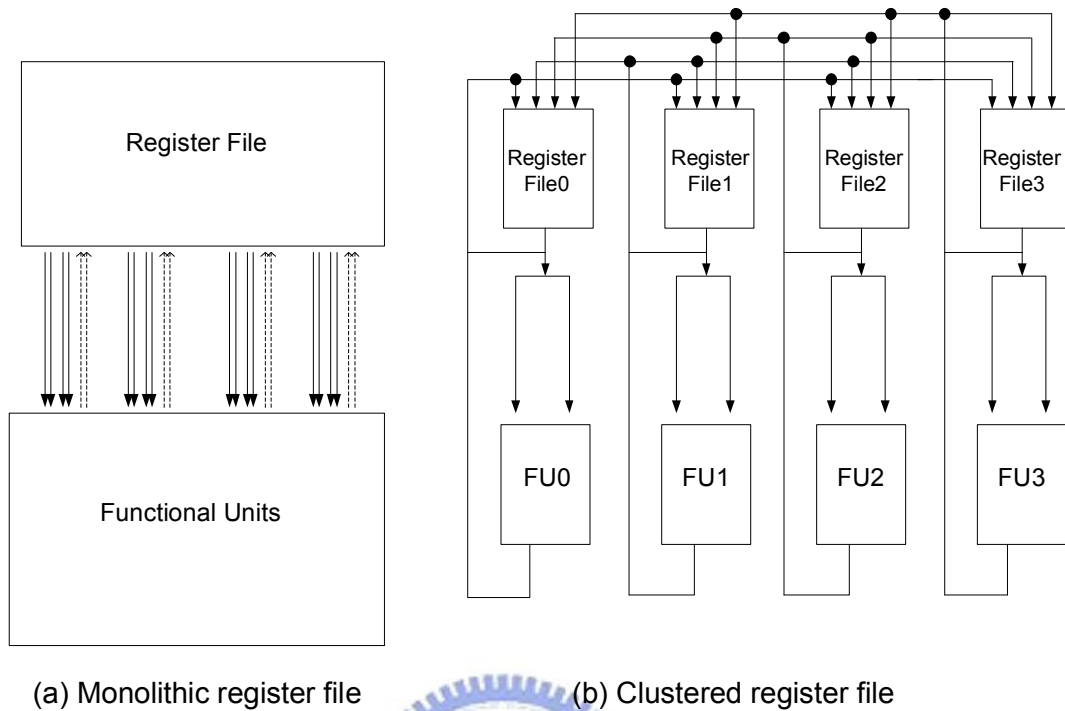 Register File
Functional Units
(a) Monolithic register file
Register
File0
Register
File1
Register
File2
Register
File3
FU0
FU1
FU2
FU3
(b) Clustered register file